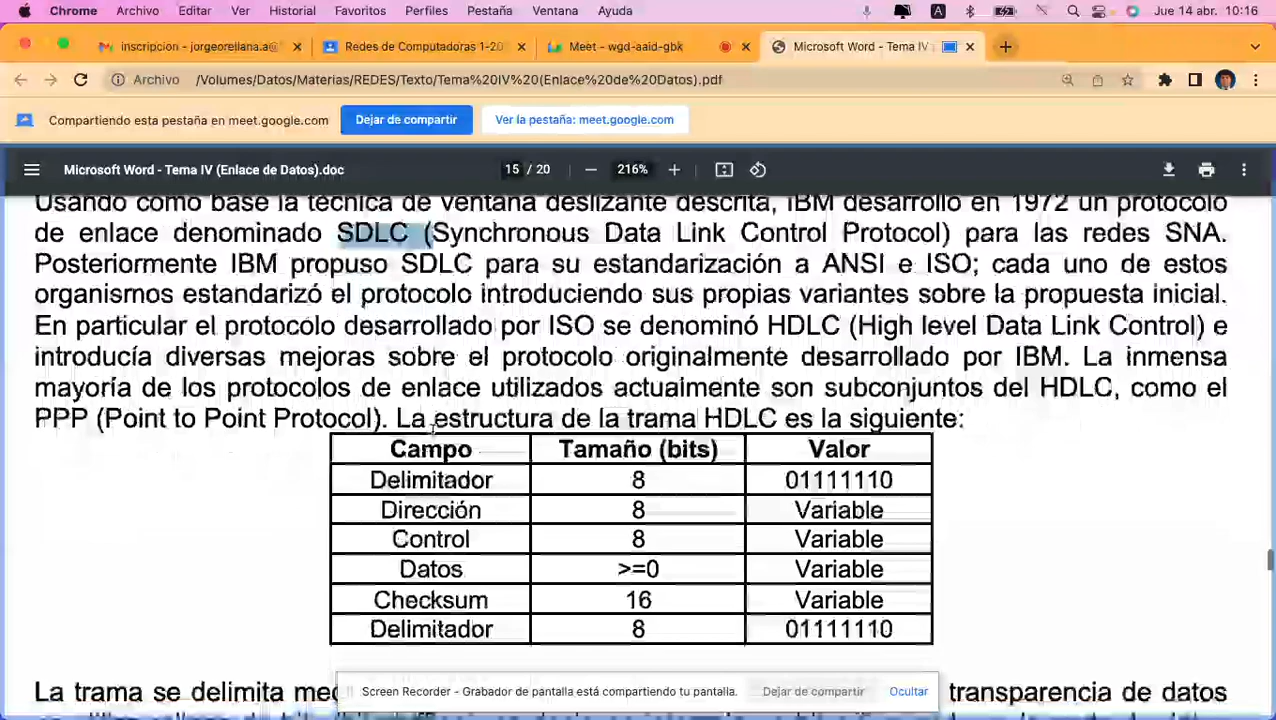 Chrome Archivo Editar Ver Historial Favoritos Perfiles Pestaña Ventana Ayuda A Jue 14 abr. 10:16
inscripcion - jorgeorellana.a@ Redes de Computadoras 1-20 Meet - wgd-aaid-gbk Microsoft Word - Tema IV
Archivo /Volumes/Datos/Materias/REDES/Texto/Tema%20IV%20(Enlace%20de%20Datos).pdf
Compartiendo esta pestaña en meet.google.com Dejar de compartir Ver la pestaña: meet.google.com
Microsoft Word - Tema IV (Enlace de Datos).doc 15 / 20 216%
Usando como base la técnica de ventana deslizante descrita, IBM desarrollo en 1972 un protocolo
de enlace denominado SDLC (Synchronous Data Link Control Protocol) para las redes SNA.
Posteriormente IBM propuso SDLC para su estandarización a ANSI e ISO; cada uno de estos
organismos estandarizó el protocolo introduciendo sus propias variantes sobre la propuesta inicial.
En particular el protocolo desarrollado por ISO se denominó HDLC (High level Data Link Control) e
introducía diversas mejoras sobre el protocolo originalmente desarrollado por IBM. La inmensa
mayoría de los protocolos de enlace utilizados actualmente son subconjuntos del HDLC, como el
PPP (Point to Point Protocol). La estructura de la trama HDLC es la siguiente:
Campo Tamaño (bits) Valor
Delimitador 8 01111110
Dirección 8 Variable
Control 8 Variable
Datos >=0 Variable
Checksum 16 Variable
Delimitador 8 01111110
La trama se delimita transparencia de datos
Screen Recorder - Grabador de pantalla está compartiendo tu pantalla. Dejar de compartir Ocultar